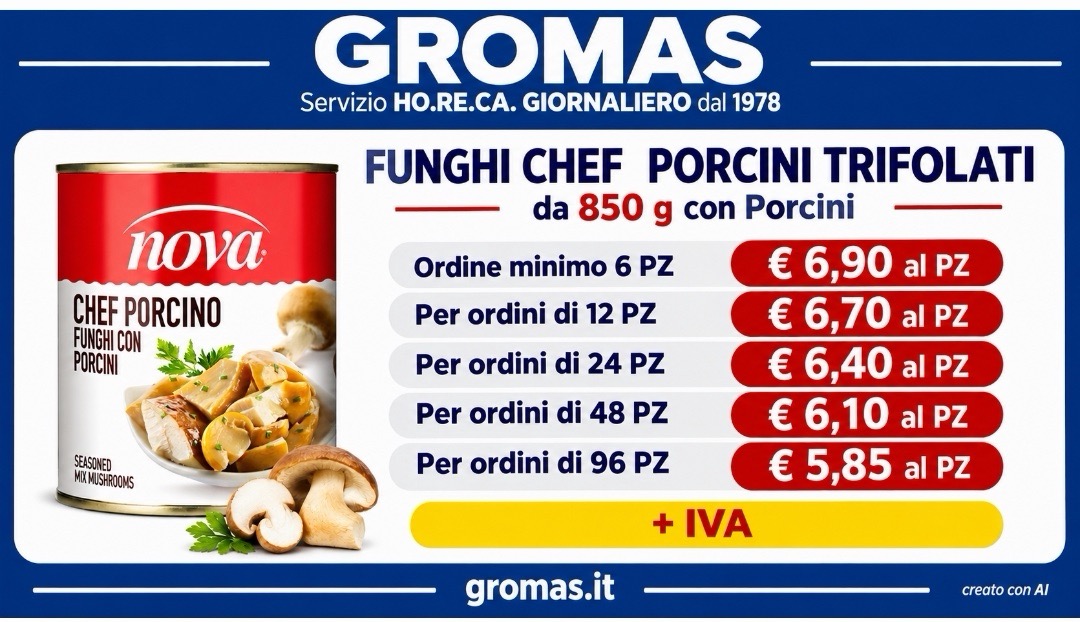 GROMAS
Servizio HO.RE.CA. GIORNALIERO dal 1978
FUNGHI CHEF PORCINI TRIFOLATI
da 850 g con Porcini
nova
CHEF PORCINO
FUNGHI CON
PORCINI
SEASONED
MIX MUSHROOMS
Ordine minimo 6 PZ € 6,90 al PZ
Per ordini di 12 PZ € 6,70 al PZ
Per ordini di 24 PZ € 6,40 al PZ
Per ordini di 48 PZ € 6,10 al PZ
Per ordini di 96 PZ € 5,85 al PZ
+ IVA
gromas.it
creato con AI